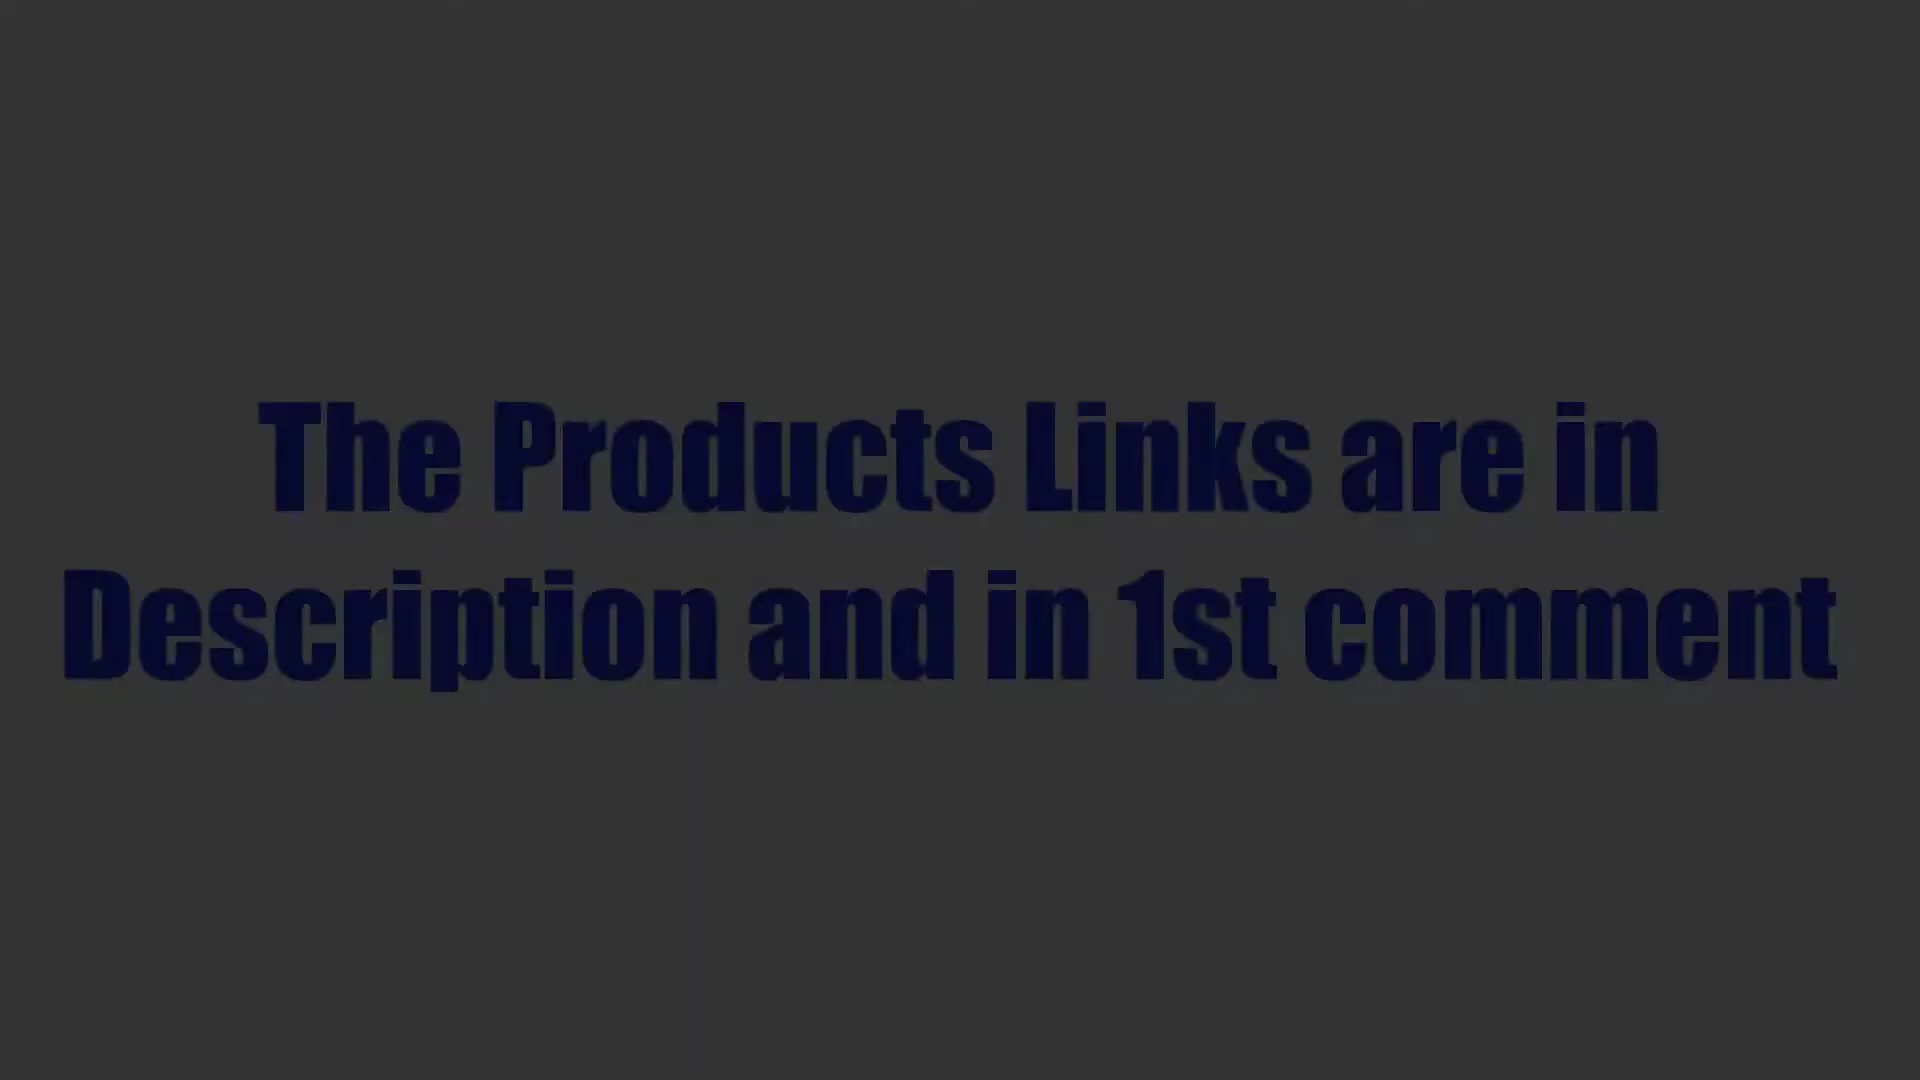 The Products Links are in
Description and in 1st comment